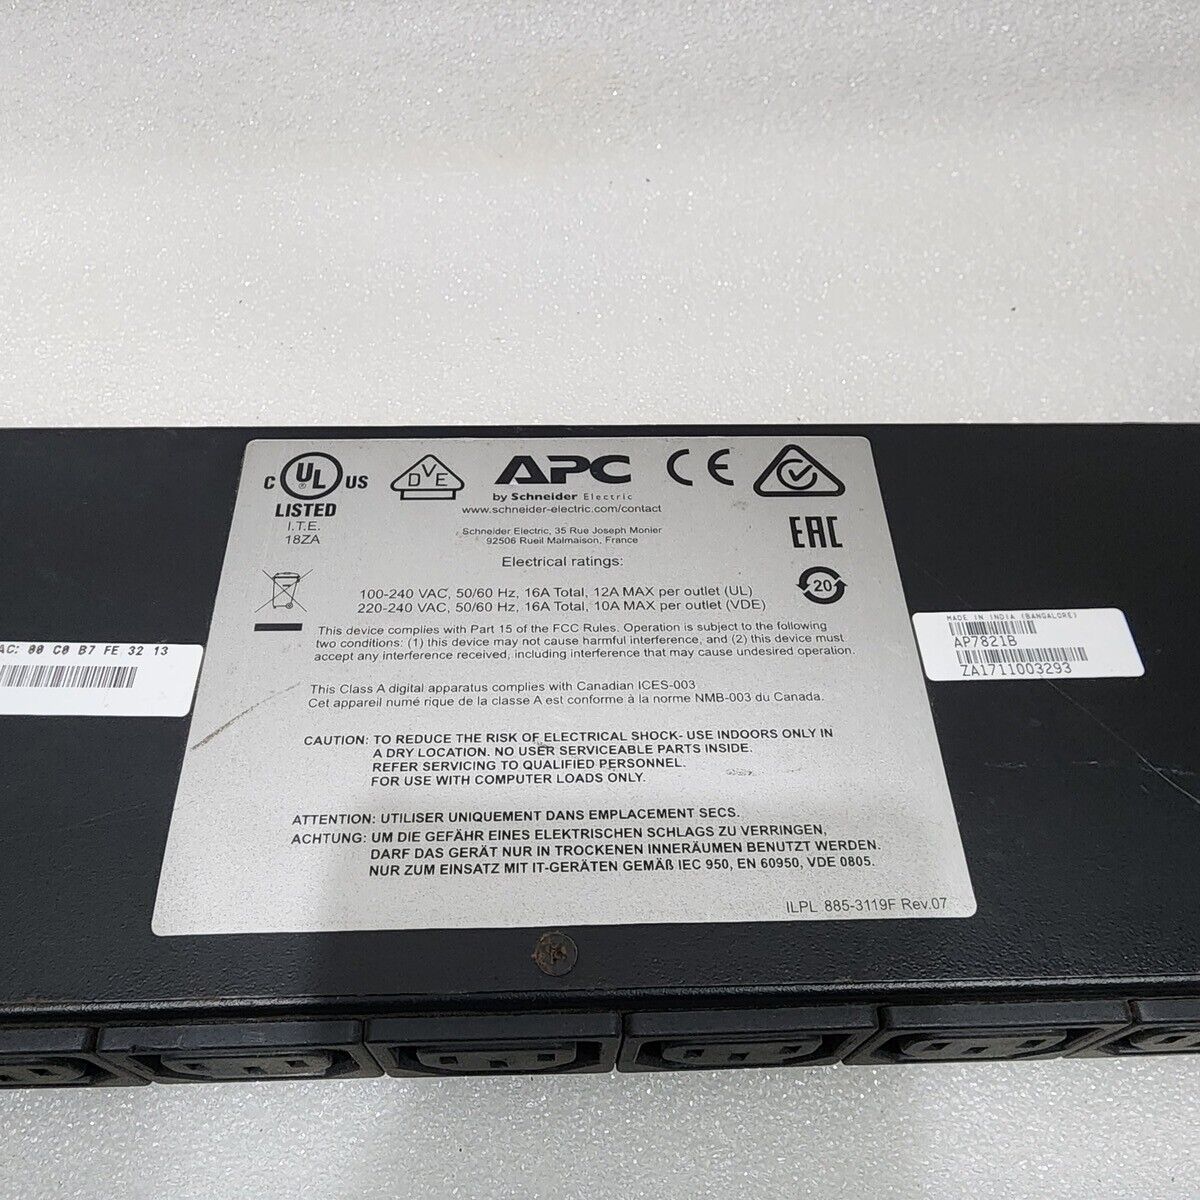 C UL US
®
LISTED
I.T.E.
18ZA
DVE
APC
by Schneider Electric
www.schneider-electric.com/contact
Schneider Electric, 35 Rue Joseph Monier
92506 Rueil Malmaison, France
CE
EAC
20
Electrical ratings:
100-240 VAC, 50/60 Hz, 16A Total, 12A MAX per outlet (UL)
220-240 VAC, 50/60 Hz, 16A Total, 10A MAX per outlet (VDE)
This device complies with Part 15 of the FCC Rules. Operation is subject to the following
two conditions: (1) this device may not cause harmful interference, and (2) this device must
accept any interference received, including interference that may cause undesired operation.
This Class A digital apparatus complies with Canadian ICES-003
Cet appareil numé rique de la classe A est conforme à la norme NMB-003 du Canada.
CAUTION: TO REDUCE THE RISK OF ELECTRICAL SHOCK- USE INDOORS ONLY IN
A DRY LOCATION. NO USER SERVICEABLE PARTS INSIDE.
REFER SERVICING TO QUALIFIED PERSONNEL.
FOR USE WITH COMPUTER LOADS ONLY.
ATTENTION: UTILISER UNIQUEMENT DANS EMPLACEMENT SECS.
ACHTUNG: UM DIE GEFÄHR EINES ELEKTRISCHEN SCHLAGS ZU VERRINGEN,
DARF DAS GERÄT NUR IN TROCKENEN INNERÄUMEN BENUTZT WERDEN.
NUR ZUM EINSATZ MIT IT-GERÄTEN GEMÄß IEC 950, EN 60950, VDE 0805.
ILPL 885-3119F Rev.07
AC: 00 C0 B7 FE 32 13
MADE IN INDIA (BANGALORE)
AP7821B
ZA1711003293